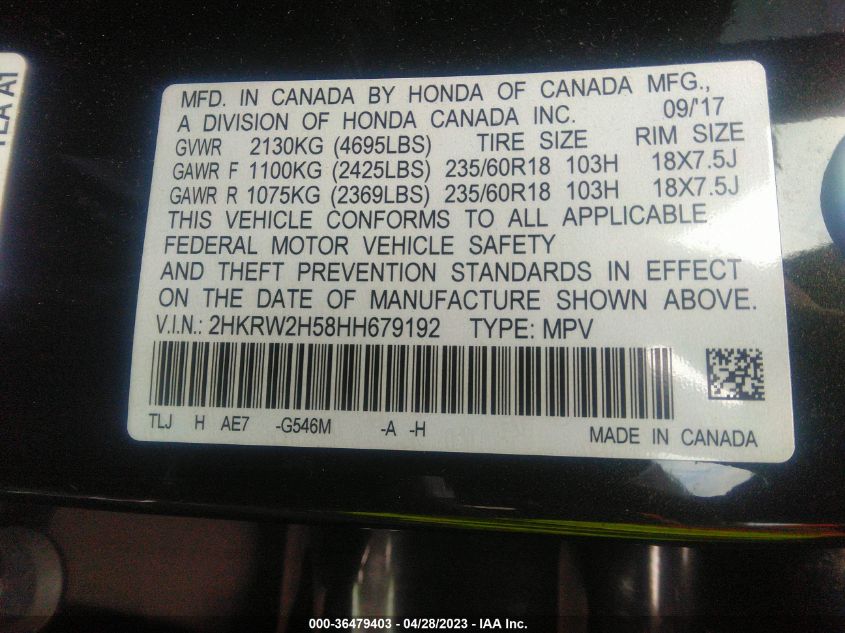 MFD. IN CANADA BY HONDA OF CANADA MFG.,
A DIVISION OF HONDA CANADA INC. 09/'17
GVWR 2130KG (4695LBS) TIRE SIZE RIM SIZE
GAWR F 1100KG (2425LBS) 235/60R18 103H 18X7.5J
GAWR R 1075KG (2369LBS) 235/60R18 103H 18X7.5J
THIS VEHICLE CONFORMS TO ALL APPLICABLE
FEDERAL MOTOR VEHICLE SAFETY
AND THEFT PREVENTION STANDARDS IN EFFECT
ON THE DATE OF MANUFACTURE SHOWN ABOVE.
V.I.N.: 2HKRW2H58HH679192 TYPE: MPV
TLJ H AE7 -G546M -A -H
MADE IN CANADA
000-36479403 - 04/28/2023 - IAA Inc.